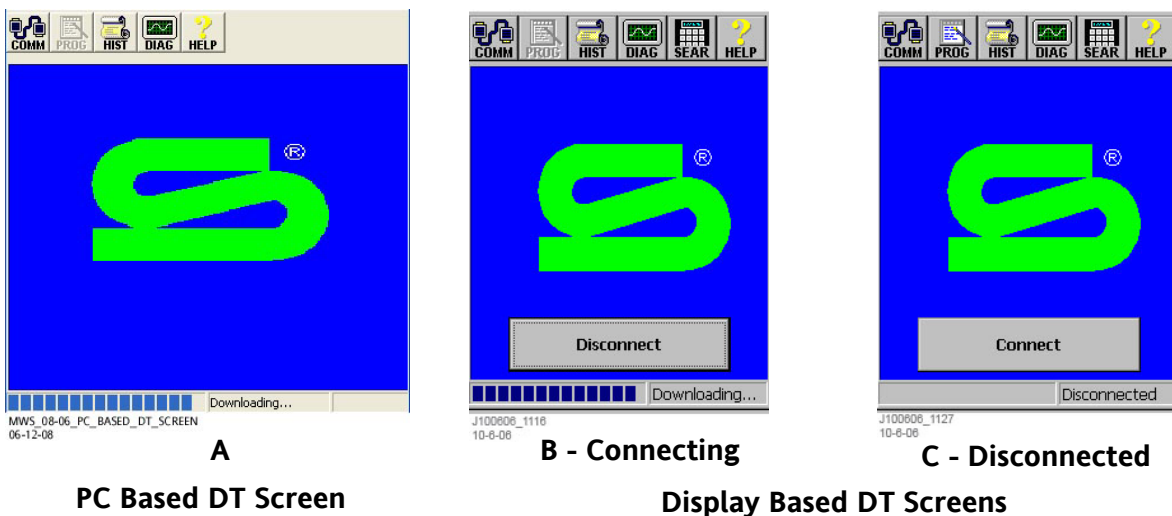 COMM PROG HIST DIAG HELP
®
Downloading...
MWS_08-06_PC_BASED_DT_SCREEN
06-12-08
A
PC Based DT Screen
COMM PROG HIST DIAG SEAR HELP
®
Disconnect
Downloading...
J100606_1116
10-6-06
B - Connecting
COMM PROG HIST DIAG SEAR HELP
®
Connect
Disconnected
J100606_1127
10-6-06
C - Disconnected
Display Based DT Screens